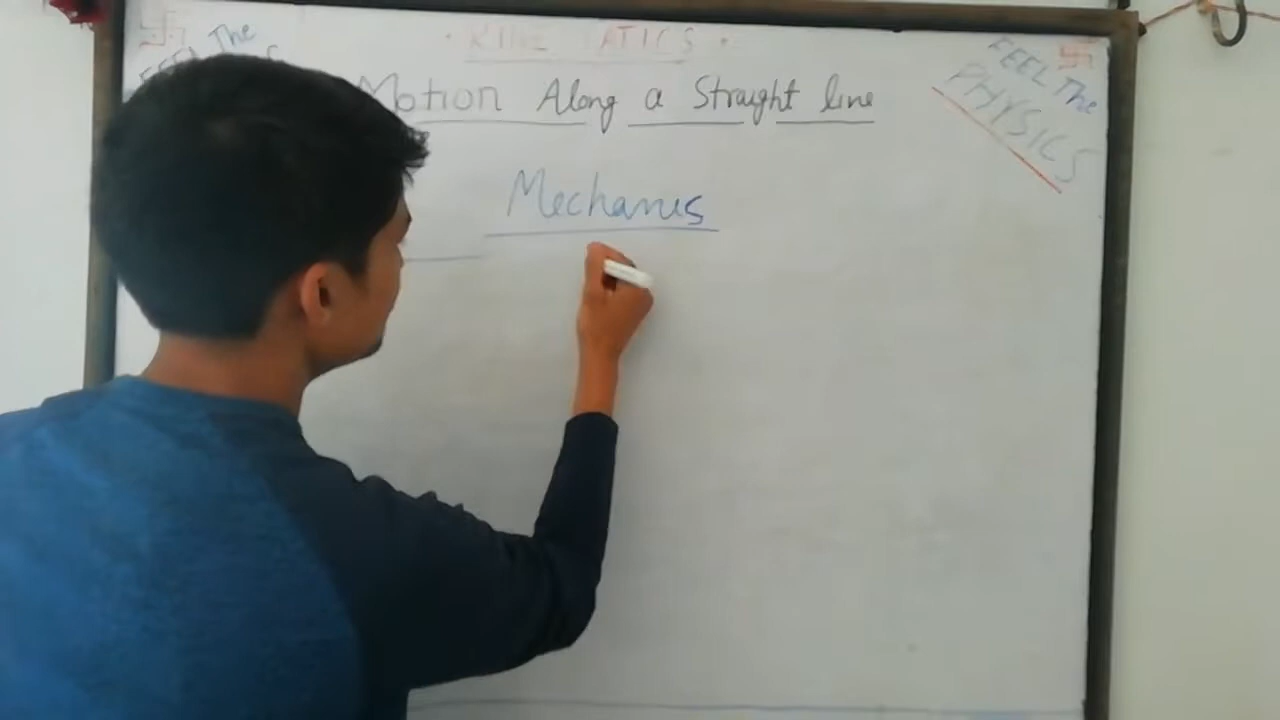 KINEMATICS
FEEL The
Motion Along a Straight line
FEEL The
PHYSICS
Mechanics